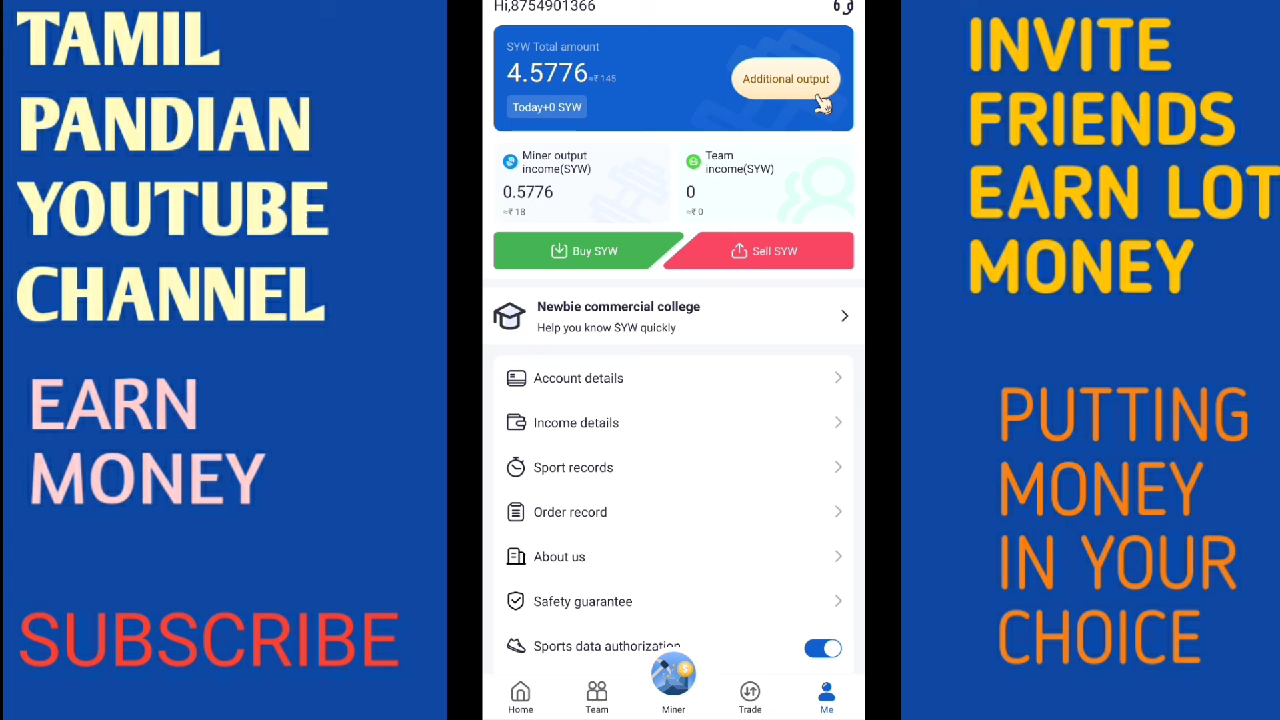 TAMIL
PANDIAN
YOUTUBE
CHANNEL
EARN
MONEY
SUBSCRIBE
Hi,8754901366
SYW Total amount
4.5776≈₹ 145
Additional output
Today+0 SYW
Miner output
income(SYW)
0.5776
≈₹ 18
Team
income(SYW)
0
≈₹ 0
Buy SYW
Sell SYW
Newbie commercial college
Help you know SYW quickly
Account details
Income details
Sport records
Order record
About us
Safety guarantee
Sports data authorization
Home
Team
Miner
Trade
Me
INVITE
FRIENDS
EARN LOT
MONEY
PUTTING
MONEY
IN YOUR
CHOICE